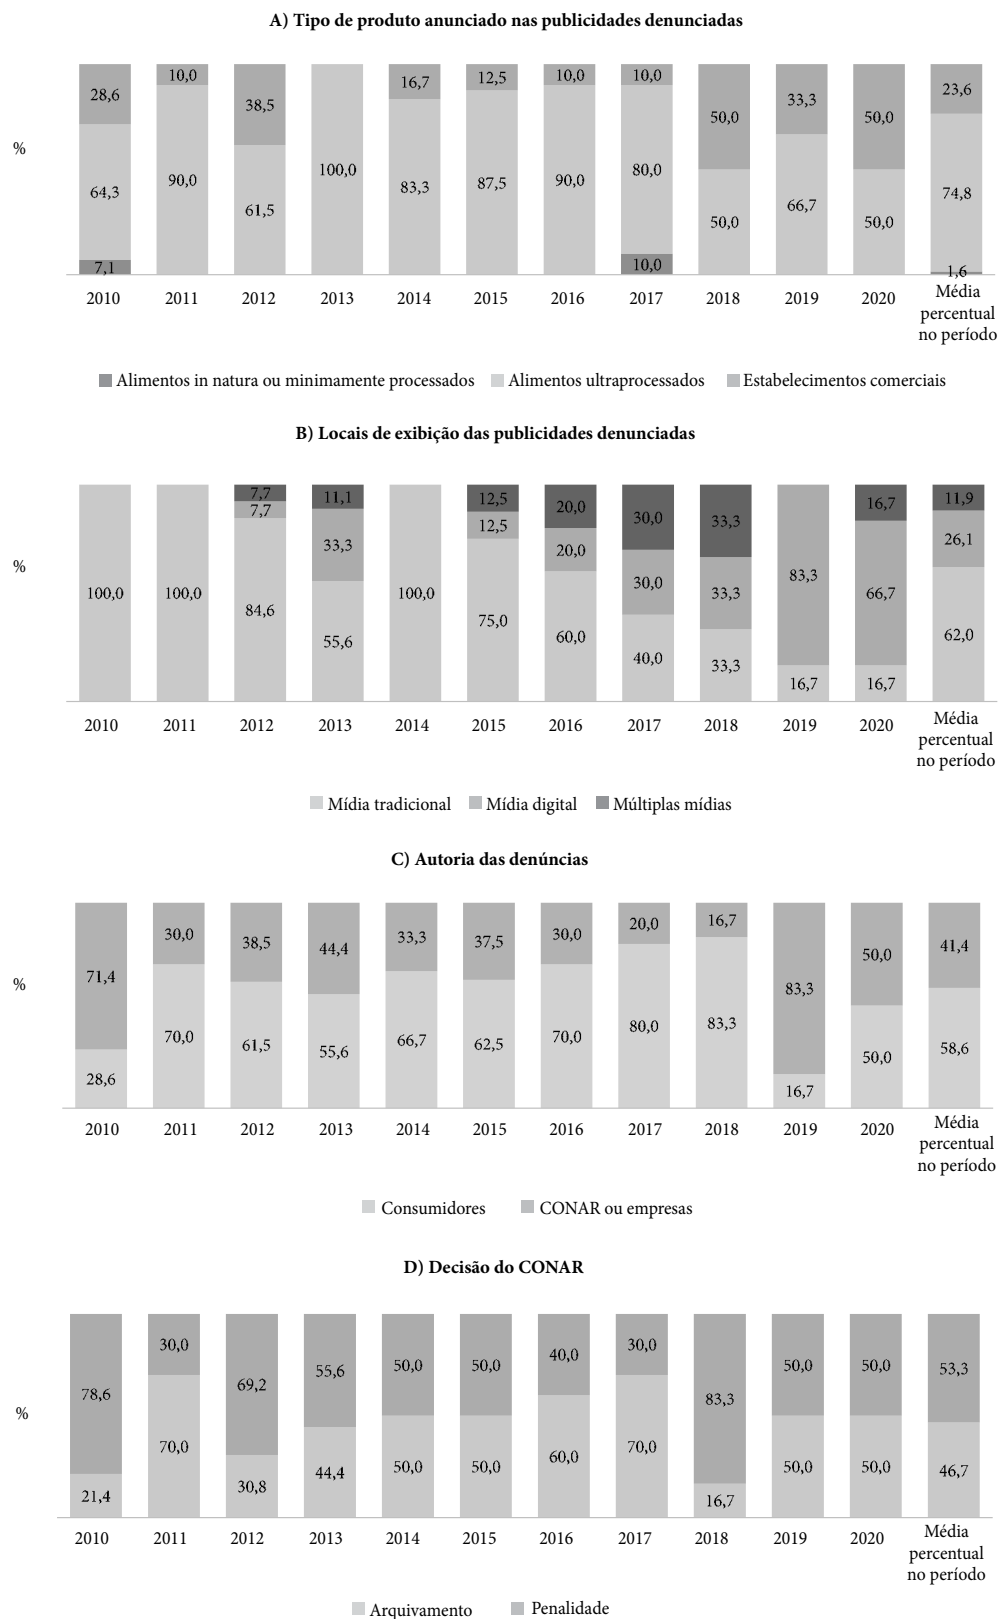 A) Tipo de produto anunciado nas publicidades denunciadas
28,6 10,0 38,5 16,7 12,5 10,0 10,0 50,0 33,3 50,0 23,6
%
64,3 90,0 61,5 100,0 83,3 87,5 90,0 80,0 50,0 66,7 50,0 74,8
7,1 10,0 1,6
2010 2011 2012 2013 2014 2015 2016 2017 2018 2019 2020 Média
percentual
no período
Alimentos in natura ou minimamente processados Alimentos ultraprocessados Estabelecimentos comerciais
B) Locais de exibição das publicidades denunciadas
7,7 11,1 12,5 20,0 30,0 33,3 16,7 11,9
7,7 33,3 12,5 20,0 30,0 33,3 83,3 66,7 26,1
%
100,0 100,0 84,6 55,6 100,0 75,0 60,0 40,0 33,3 16,7 16,7 62,0
2010 2011 2012 2013 2014 2015 2016 2017 2018 2019 2020 Média
percentual
no período
Mídia tradicional Mídia digital Múltiplas mídias
C) Autoria das denúncias
71,4 30,0 38,5 44,4 33,3 37,5 30,0 20,0 16,7 83,3 50,0 41,4
%
28,6 70,0 61,5 55,6 66,7 62,5 70,0 80,0 83,3 16,7 50,0 58,6
2010 2011 2012 2013 2014 2015 2016 2017 2018 2019 2020 Média
percentual
no período
Consumidores CONAR ou empresas
D) Decisão do CONAR
78,6 30,0 69,2 55,6 50,0 50,0 40,0 30,0 83,3 50,0 50,0 53,3
%
21,4 70,0 30,8 44,4 50,0 50,0 60,0 70,0 16,7 50,0 50,0 46,7
2010 2011 2012 2013 2014 2015 2016 2017 2018 2019 2020 Média
percentual
no período
Arquivamento Penalidade